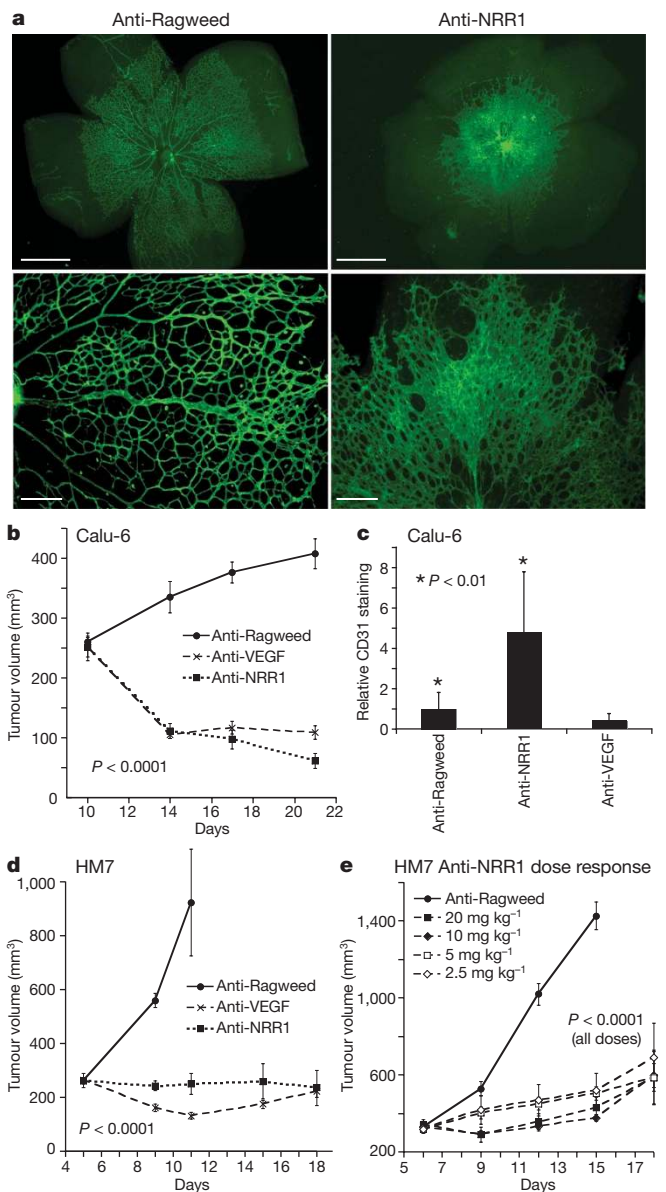 a
Anti-Ragweed Anti-NRR1
b Calu-6
Tumour volume (mm³)
400
300
200
100
0
Anti-Ragweed
Anti-VEGF
Anti-NRR1
P < 0.0001
10 12 14 16 18 20 22
Days
c Calu-6
Relative CD31 staining
8
6
4
2
0
* P < 0.01
*
*
Anti-Ragweed
Anti-NRR1
Anti-VEGF
d HM7
Tumour volume (mm³)
1,000
800
600
400
200
0
Anti-Ragweed
Anti-VEGF
Anti-NRR1
P < 0.0001
4 6 8 10 12 14 16 18
Days
e HM7 Anti-NRR1 dose response
Tumour volume (mm³)
1,400
1,000
600
200
Anti-Ragweed
20 mg kg⁻¹
10 mg kg⁻¹
5 mg kg⁻¹
2.5 mg kg⁻¹
P < 0.0001
(all doses)
5 7 9 11 13 15 17
Days